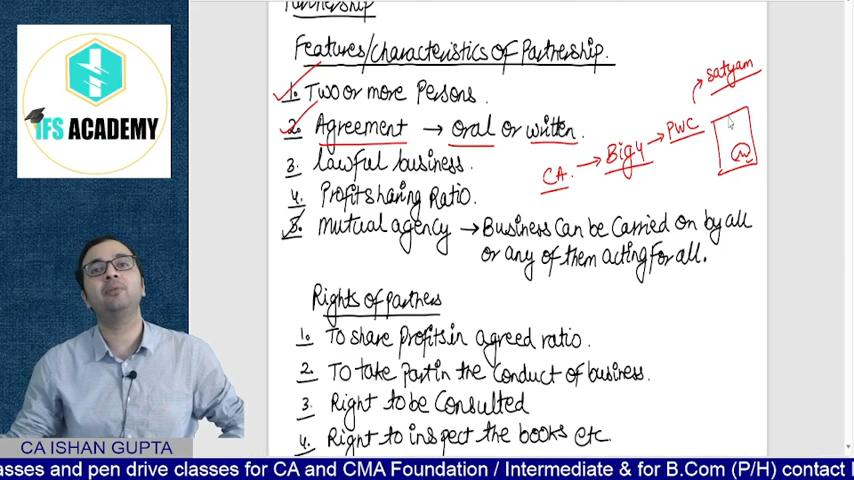 Partnership
Features/characteristics of Partnership.
1. Two or more Persons.
2. Agreement → oral or written.
3. lawful business.
4. Profit sharing Ratio.
5. mutual agency → Business Can be Carried on by all
or any of them acting for all.
CA → Big 4 → PWC → satyam
Rights of partners
1. To share Profits in agreed ratio.
2. To take Part in the Conduct of business.
3. Right to be Consulted
4. Right to inspect the books etc.
IFS ACADEMY
CA ISHAN GUPTA
asses and pen drive classes for CA and CMA Foundation / Intermediate & for B.Com (P/H) contact